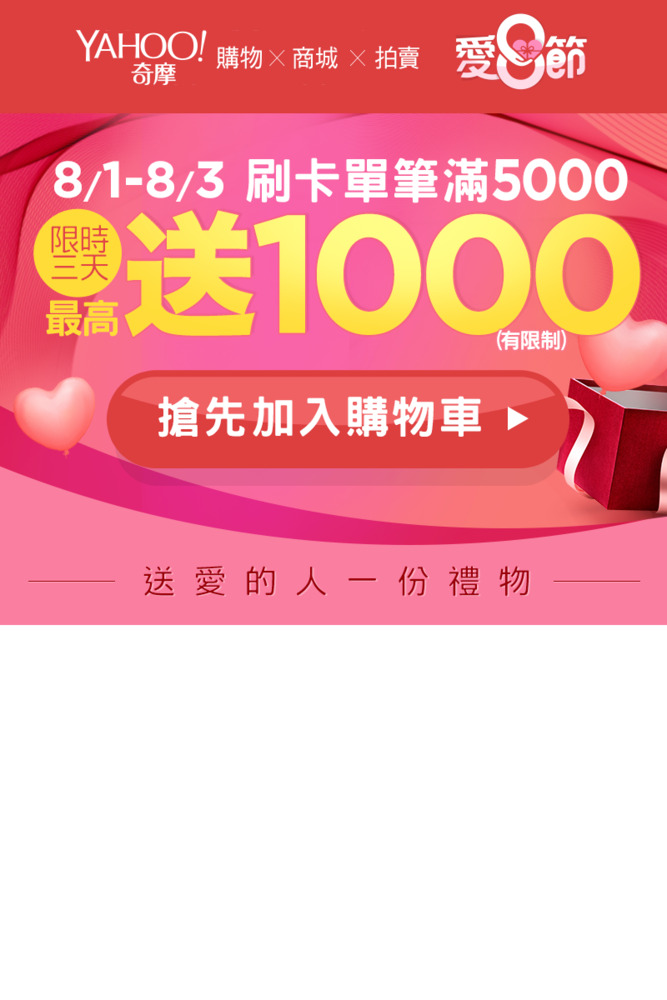 YAHOO!
奇摩 購物 × 商城 × 拍賣 愛8節
8/1-8/3 刷卡單筆滿5000
限時
三天
最高 送1000
(有限制)
搶先加入購物車
送愛的人一份禮物